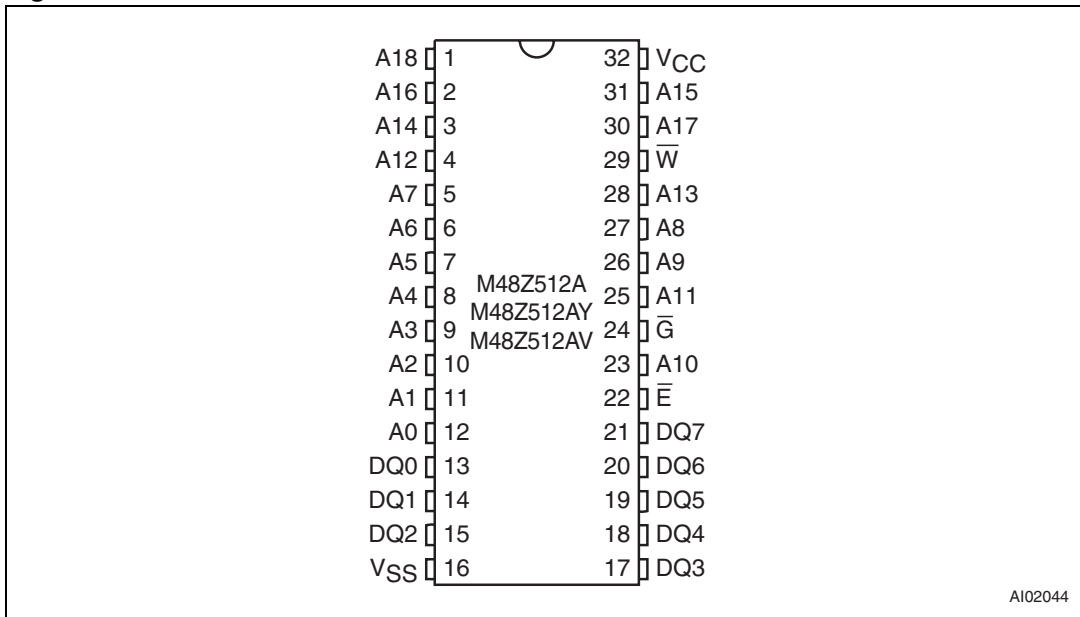 A18 1 32 VCC
A16 2 31 A15
A14 3 30 A17
A12 4 29 W̅
A7 5 28 A13
A6 6 27 A8
A5 7 26 A9
A4 8 M48Z512A 25 A11
M48Z512AY
A3 9 M48Z512AV 24 G̅
A2 10 23 A10
A1 11 22 E̅
A0 12 21 DQ7
DQ0 13 20 DQ6
DQ1 14 19 DQ5
DQ2 15 18 DQ4
VSS 16 17 DQ3
AI02044